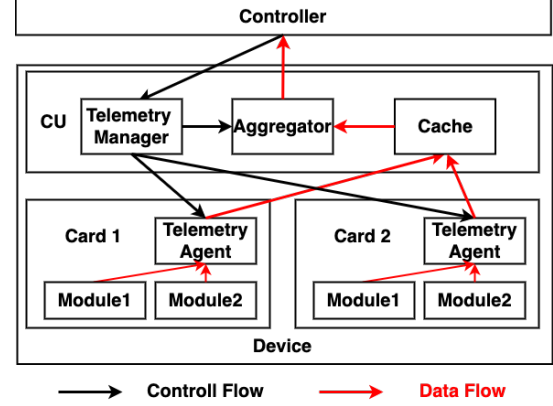 Controller
CU
Telemetry
Manager
Aggregator
Cache
Card 1
Telemetry
Agent
Module1
Module2
Card 2
Telemetry
Agent
Module1
Module2
Device
Controll Flow
Data Flow